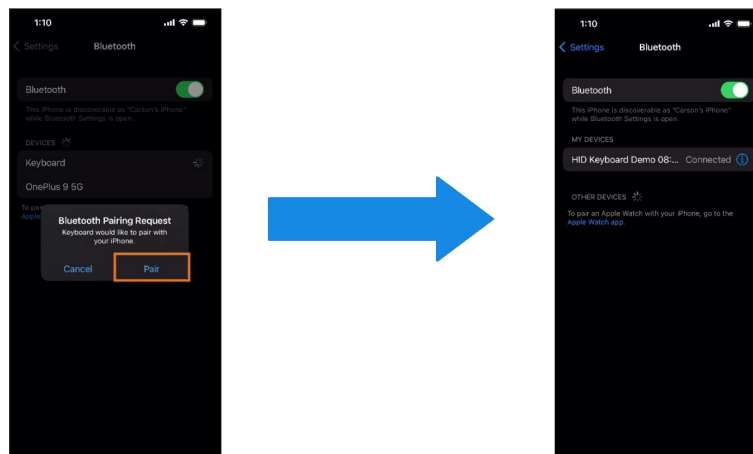 1:10
Settings
Bluetooth
Bluetooth
This iPhone is discoverable as "Carson's iPhone"
while Bluetooth Settings is open.
DEVICES
Keyboard
OnePlus 9 5G
To pair
Apple
Bluetooth Pairing Request
Keyboard would like to pair with
your iPhone.
Cancel
Pair
1:10
Settings
Bluetooth
Bluetooth
This iPhone is discoverable as "Carson's iPhone"
while Bluetooth Settings is open.
MY DEVICES
HID Keyboard Demo 08:... Connected
OTHER DEVICES
To pair an Apple Watch with your iPhone, go to the
Apple Watch app.